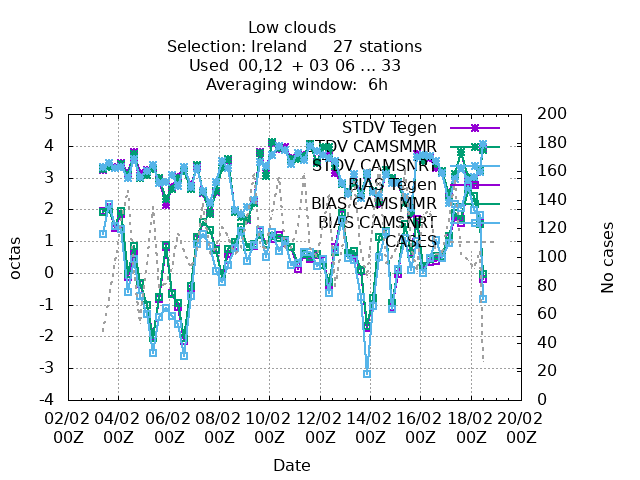 Low clouds
Selection: Ireland 27 stations
Used 00,12 + 03 06 ... 33
Averaging window: 6h
5
4
3
2
1
0
-1
-2
-3
-4
octas
200
180
160
140
120
100
80
60
40
20
0
No cases
STDV Tegen
STDV CAMSMMR
STDV CAMSNRT
BIAS Tegen
BIAS CAMSMMR
BIAS CAMSNRT
CASES
02/02 04/02 06/02 08/02 10/02 12/02 14/02 16/02 18/02 20/02
00Z 00Z 00Z 00Z 00Z 00Z 00Z 00Z 00Z 00Z
Date